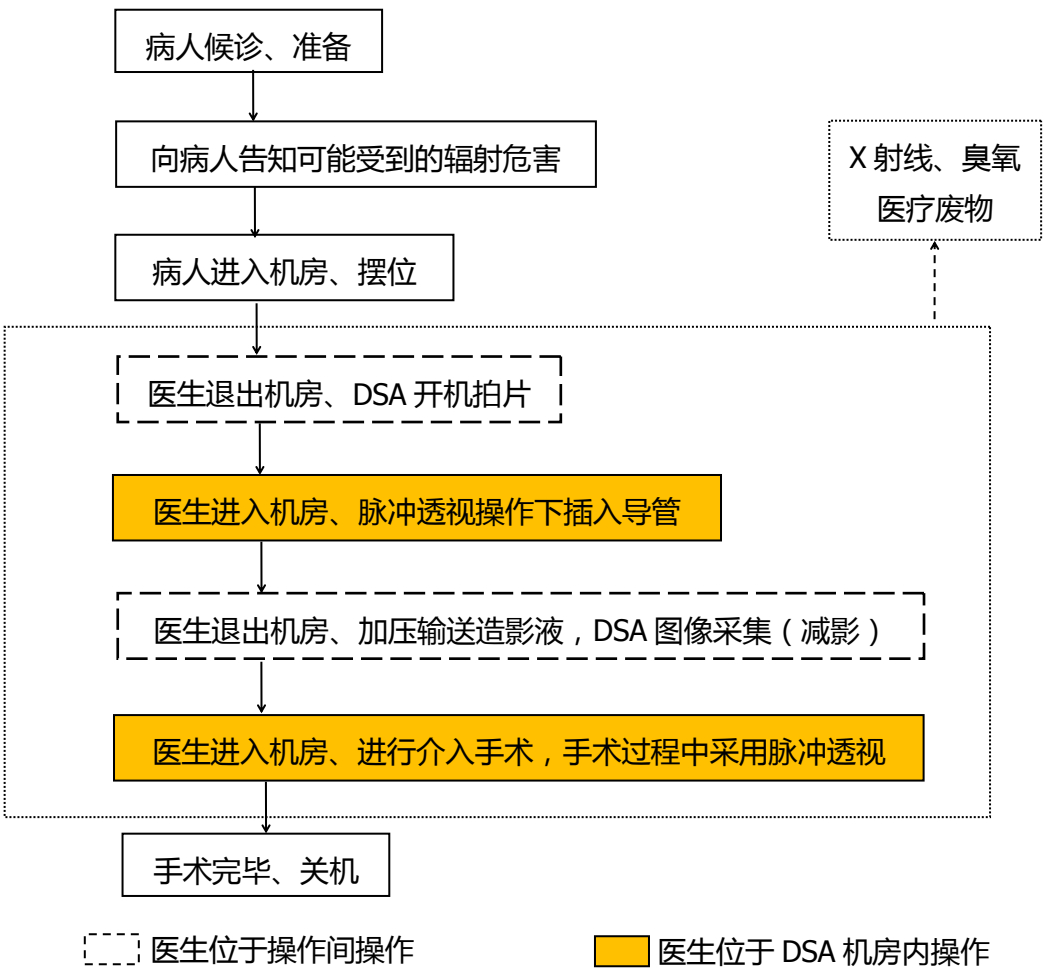 病人候诊、准备
向病人告知可能受到的辐射危害
X 射线、臭氧
医疗废物
病人进入机房、摆位
医生退出机房、DSA 开机拍片
医生进入机房、脉冲透视操作下插入导管
医生退出机房、加压输送造影液，DSA 图像采集（减影）
医生进入机房、进行介入手术，手术过程中采用脉冲透视
手术完毕、关机
医生位于操作间操作
医生位于 DSA 机房内操作